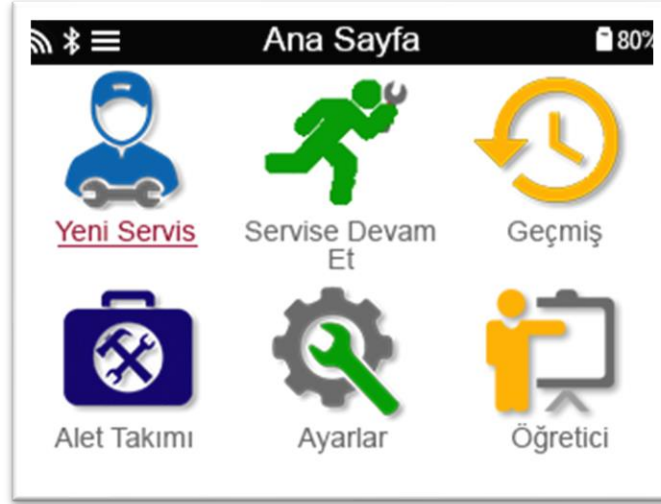 Ana Sayfa
80%
Yeni Servis
Servise Devam
Et
Geçmiş
Alet Takımı
Ayarlar
Öğretici